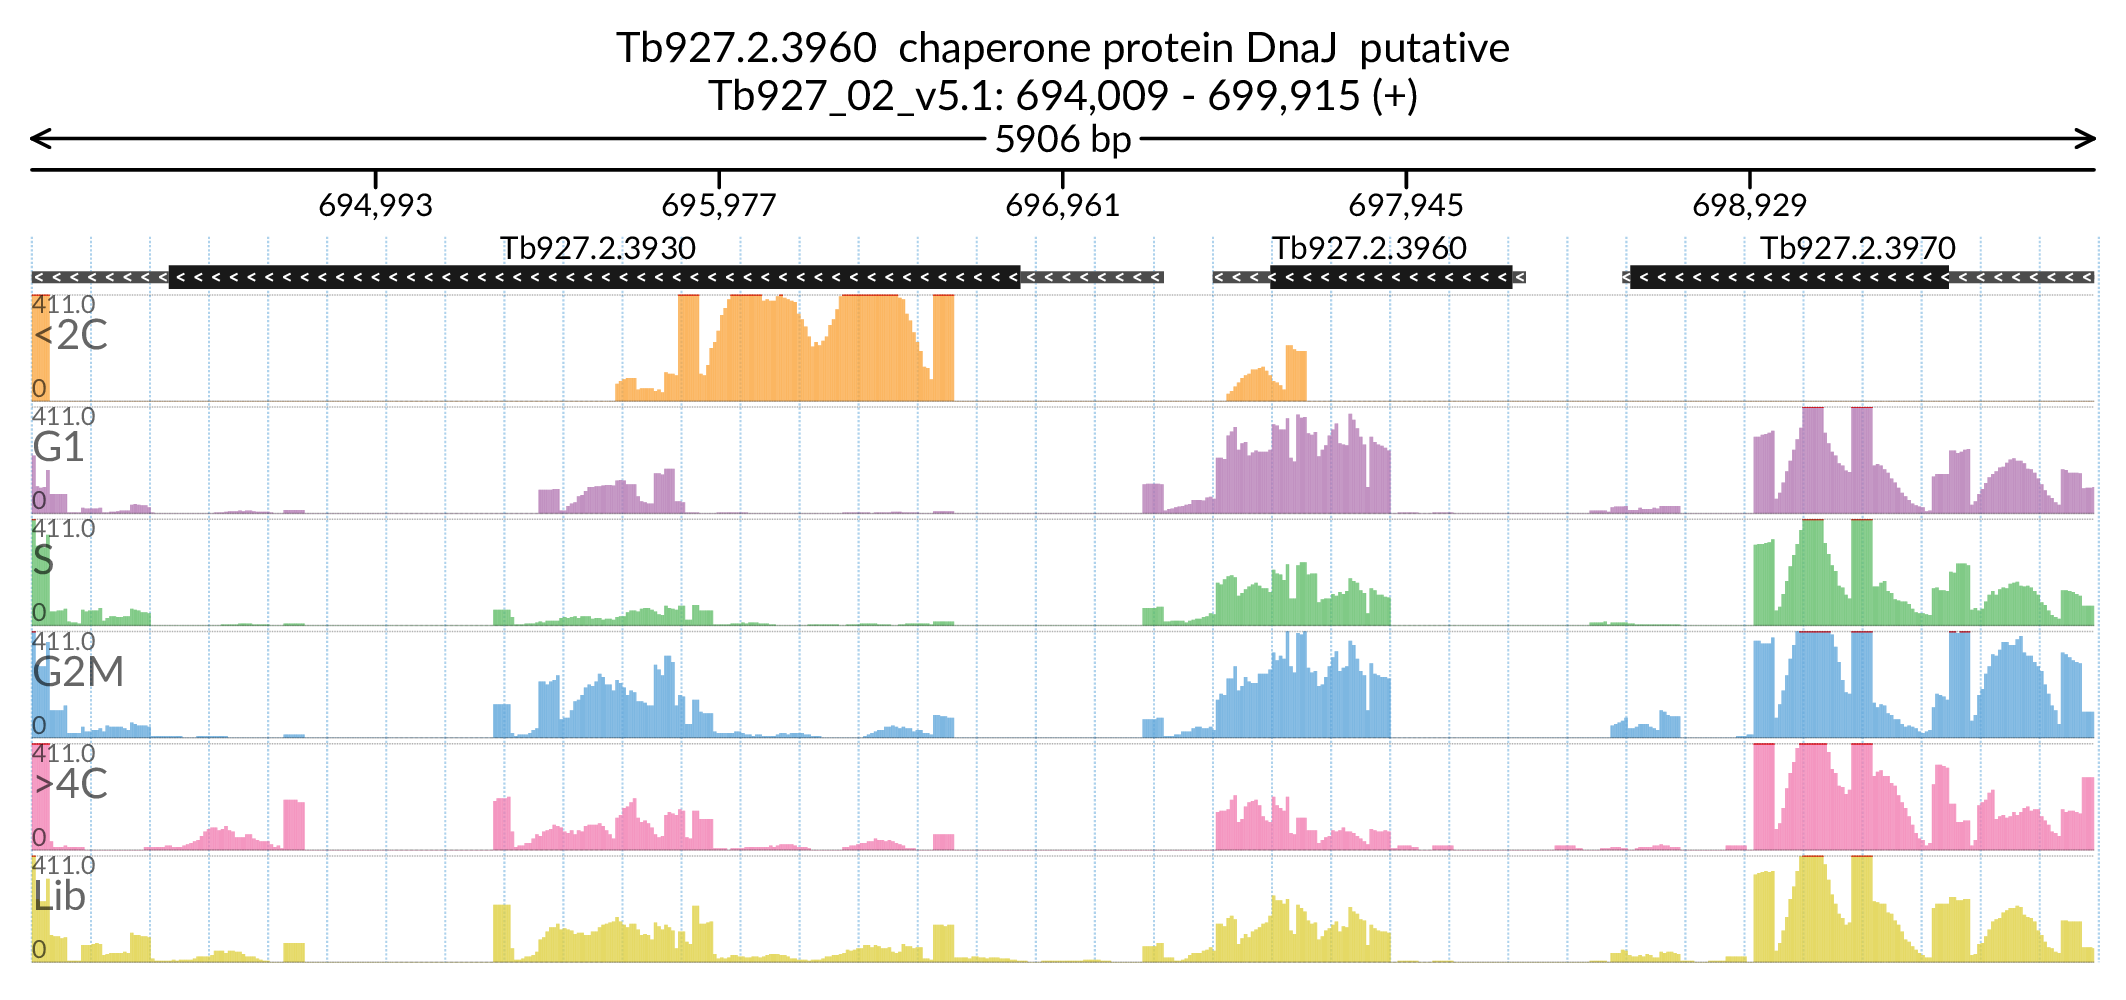 Tb927.2.3960  chaperone protein DnaJ  putative
Tb927_02_v5.1: 694,009 - 699,915 (+)
5906 bp
694,993 695,977 696,961 697,945 698,929
Tb927.2.3930 Tb927.2.3960 Tb927.2.3970
411.0
<2C
0
411.0
G1
0
411.0
S
0
411.0
G2M
0
411.0
>4C
0
411.0
Lib
0